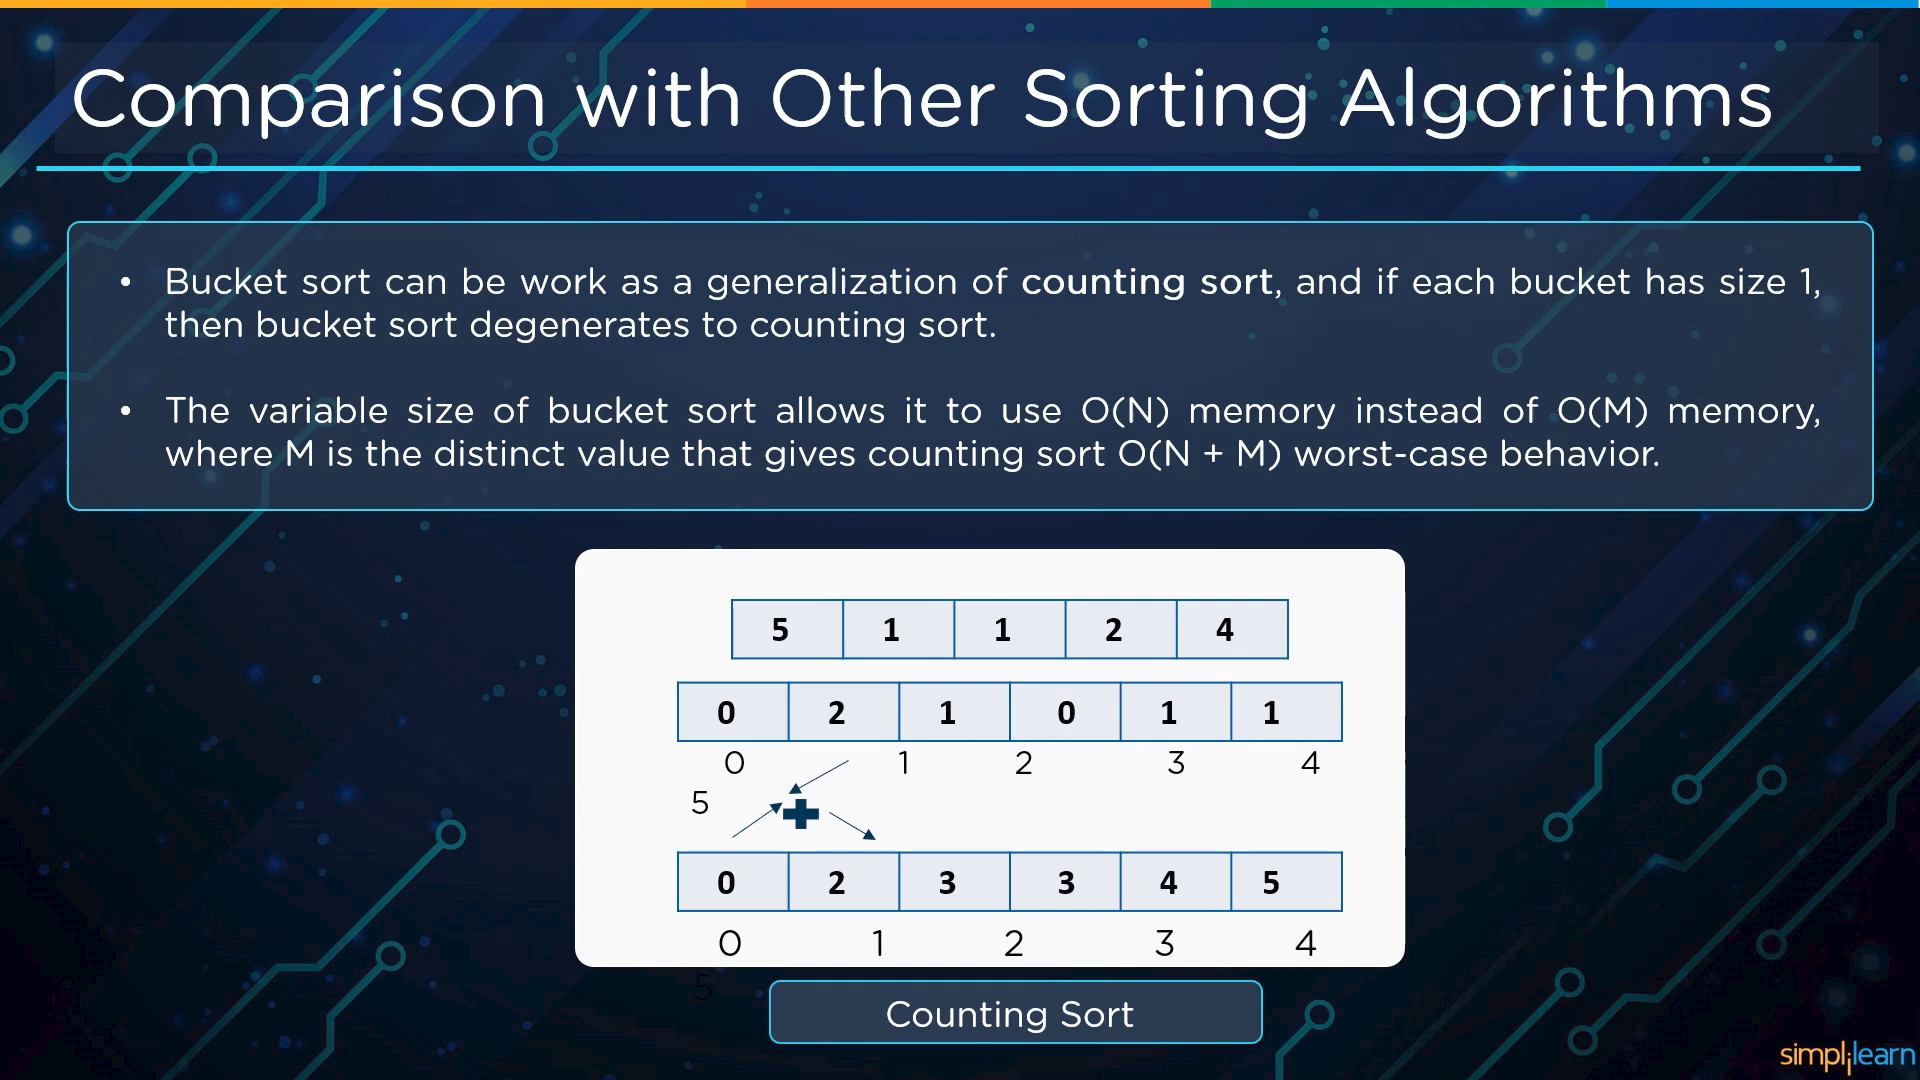 Comparison with Other Sorting Algorithms
• Bucket sort can be work as a generalization of counting sort, and if each bucket has size 1,
then bucket sort degenerates to counting sort.
• The variable size of bucket sort allows it to use O(N) memory instead of O(M) memory,
where M is the distinct value that gives counting sort O(N + M) worst-case behavior.
5 1 1 2 4
0 2 1 0 1 1
0 1 2 3 4
5
0 2 3 3 4 5
0 1 2 3 4
5
Counting Sort
simplilearn